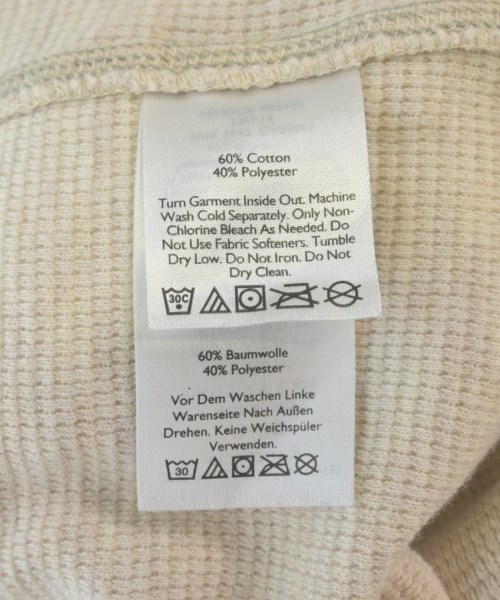 60% Cotton
40% Polyester
Turn Garment Inside Out. Machine
Wash Cold Separately. Only Non-
Chlorine Bleach As Needed. Do
Not Use Fabric Softeners. Tumble
Dry Low. Do Not Iron. Do Not
Dry Clean.
30C
60% Baumwolle
40% Polyester
Vor Dem Waschen Linke
Warenseite Nach Außen
Drehen. Keine Weichspüler
Verwenden.
30